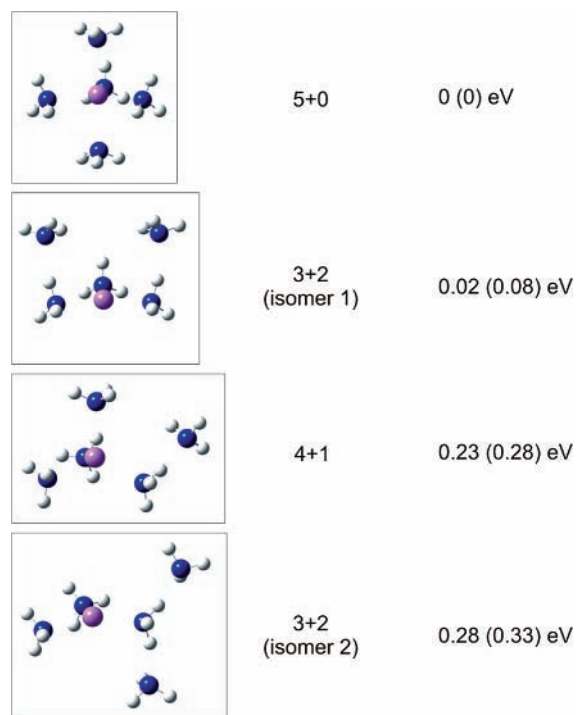 5+0
0 (0) eV
3+2
(isomer 1)
0.02 (0.08) eV
4+1
0.23 (0.28) eV
3+2
(isomer 2)
0.28 (0.33) eV